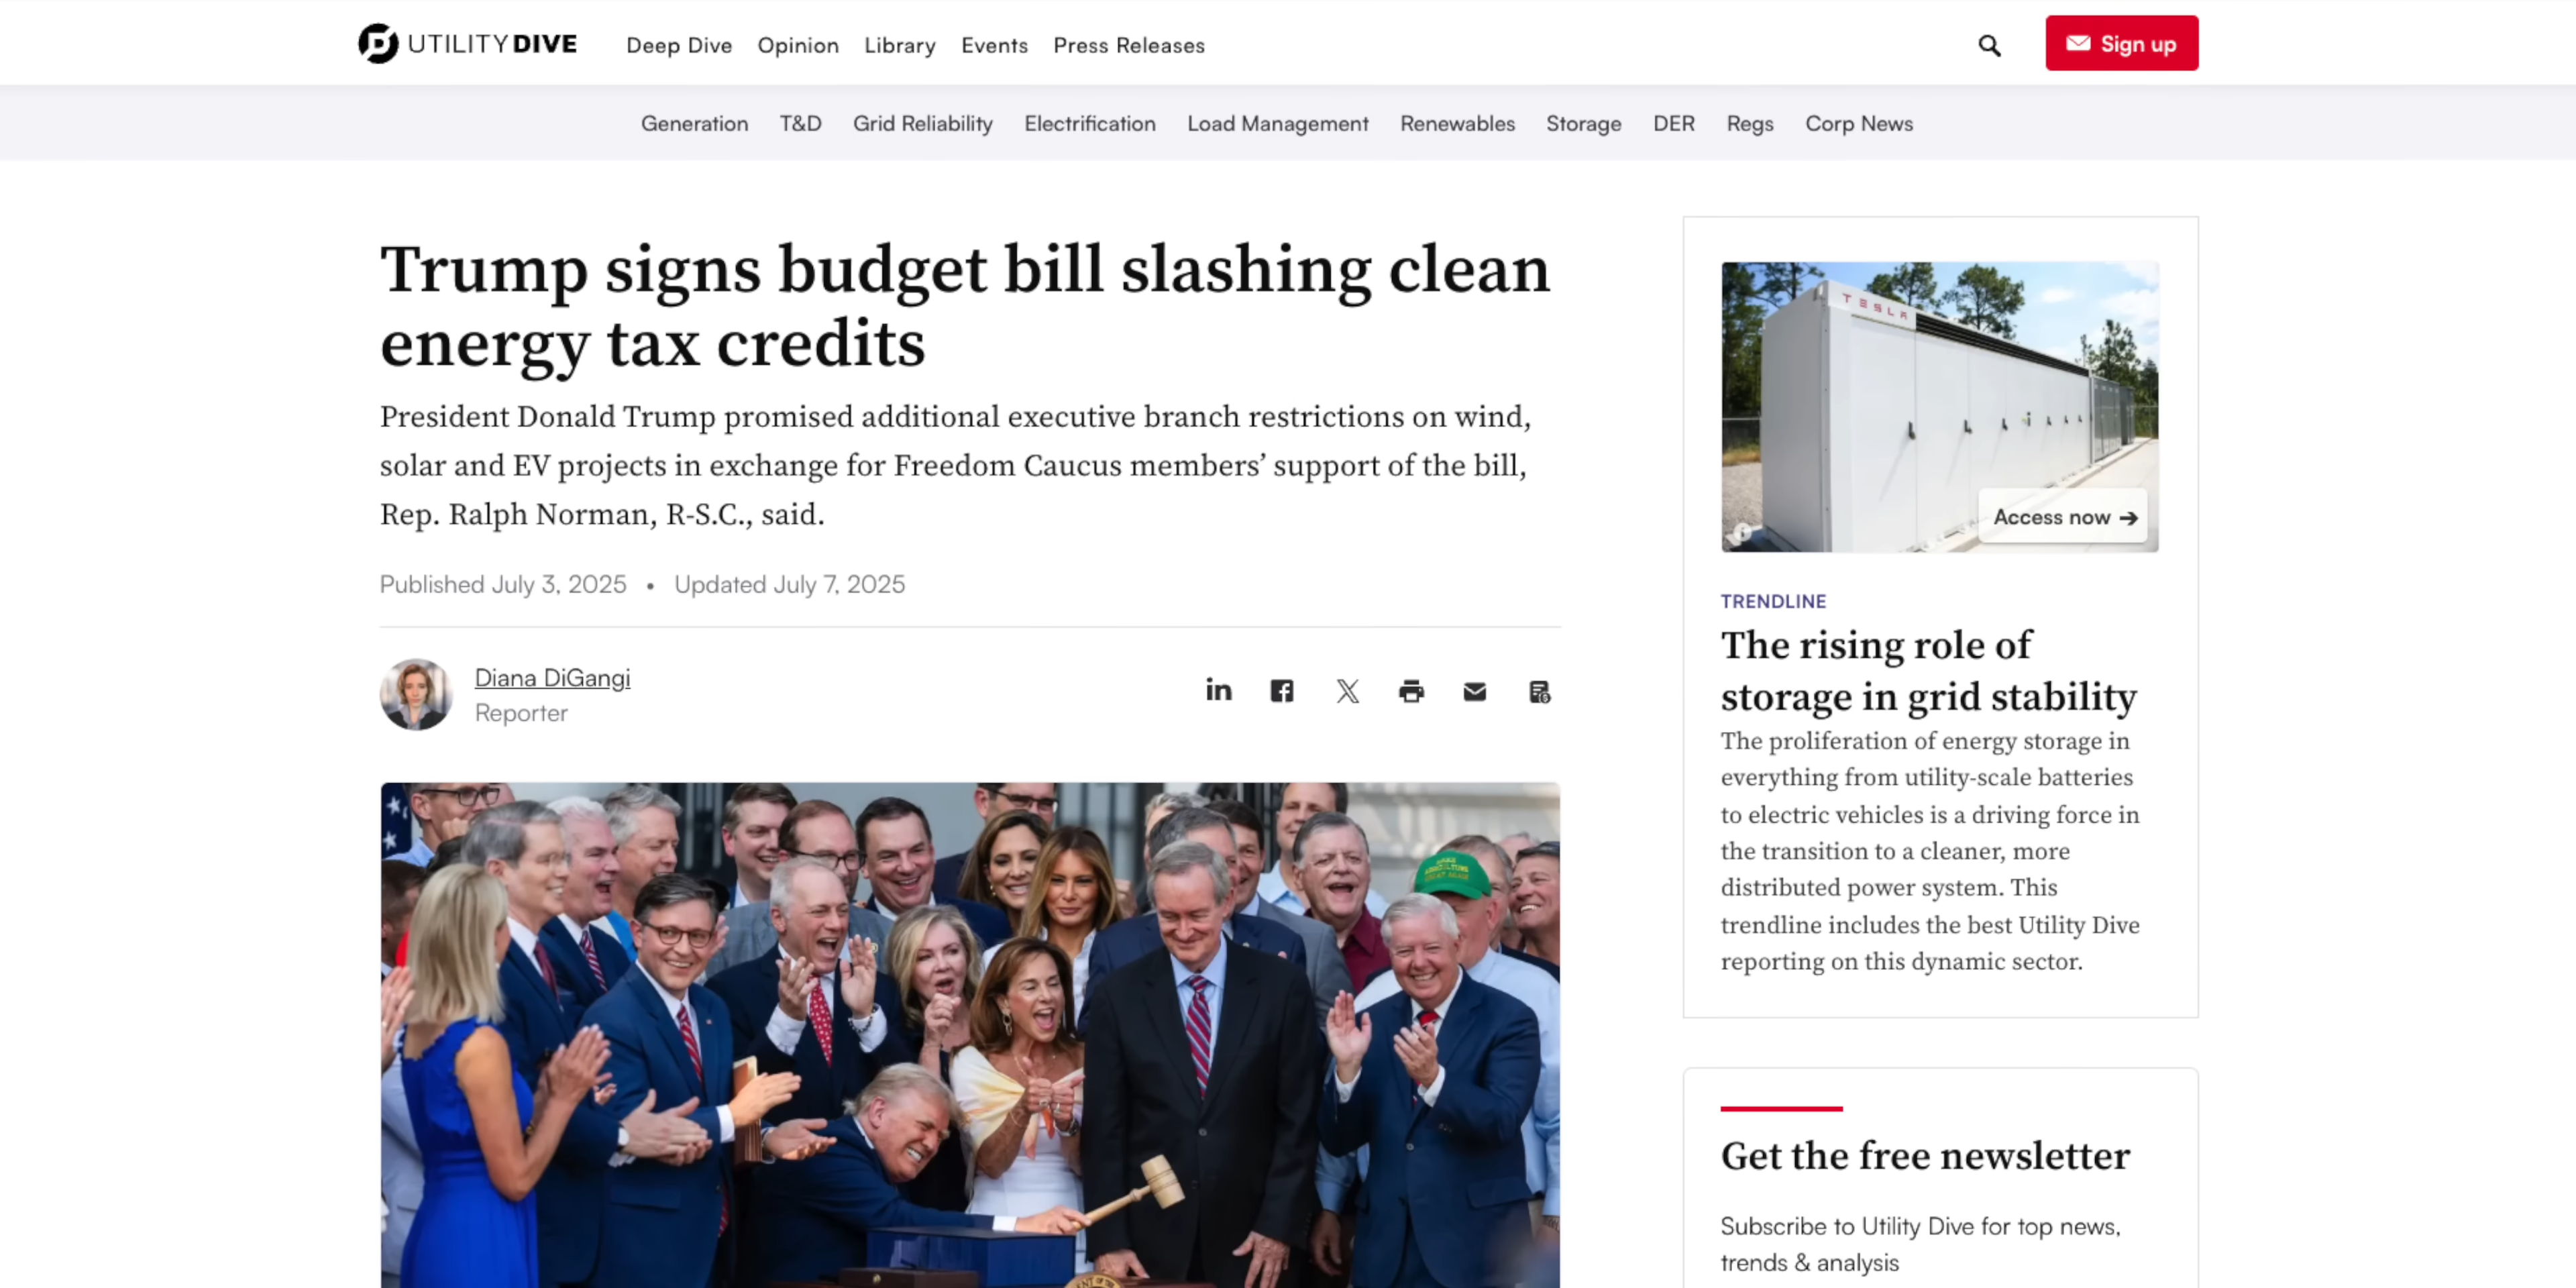 UTILITY DIVE
Deep Dive Opinion Library Events Press Releases
Sign up
Generation T&D Grid Reliability Electrification Load Management Renewables Storage DER Regs Corp News
Trump signs budget bill slashing clean
energy tax credits
President Donald Trump promised additional executive branch restrictions on wind,
solar and EV projects in exchange for Freedom Caucus members’ support of the bill,
Rep. Ralph Norman, R-S.C., said.
Published July 3, 2025 • Updated July 7, 2025
Diana DiGangi
Reporter
TESLA
Access now →
TRENDLINE
The rising role of
storage in grid stability
The proliferation of energy storage in
everything from utility-scale batteries
to electric vehicles is a driving force in
the transition to a cleaner, more
distributed power system. This
trendline includes the best Utility Dive
reporting on this dynamic sector.
Get the free newsletter
Subscribe to Utility Dive for top news,
trends & analysis